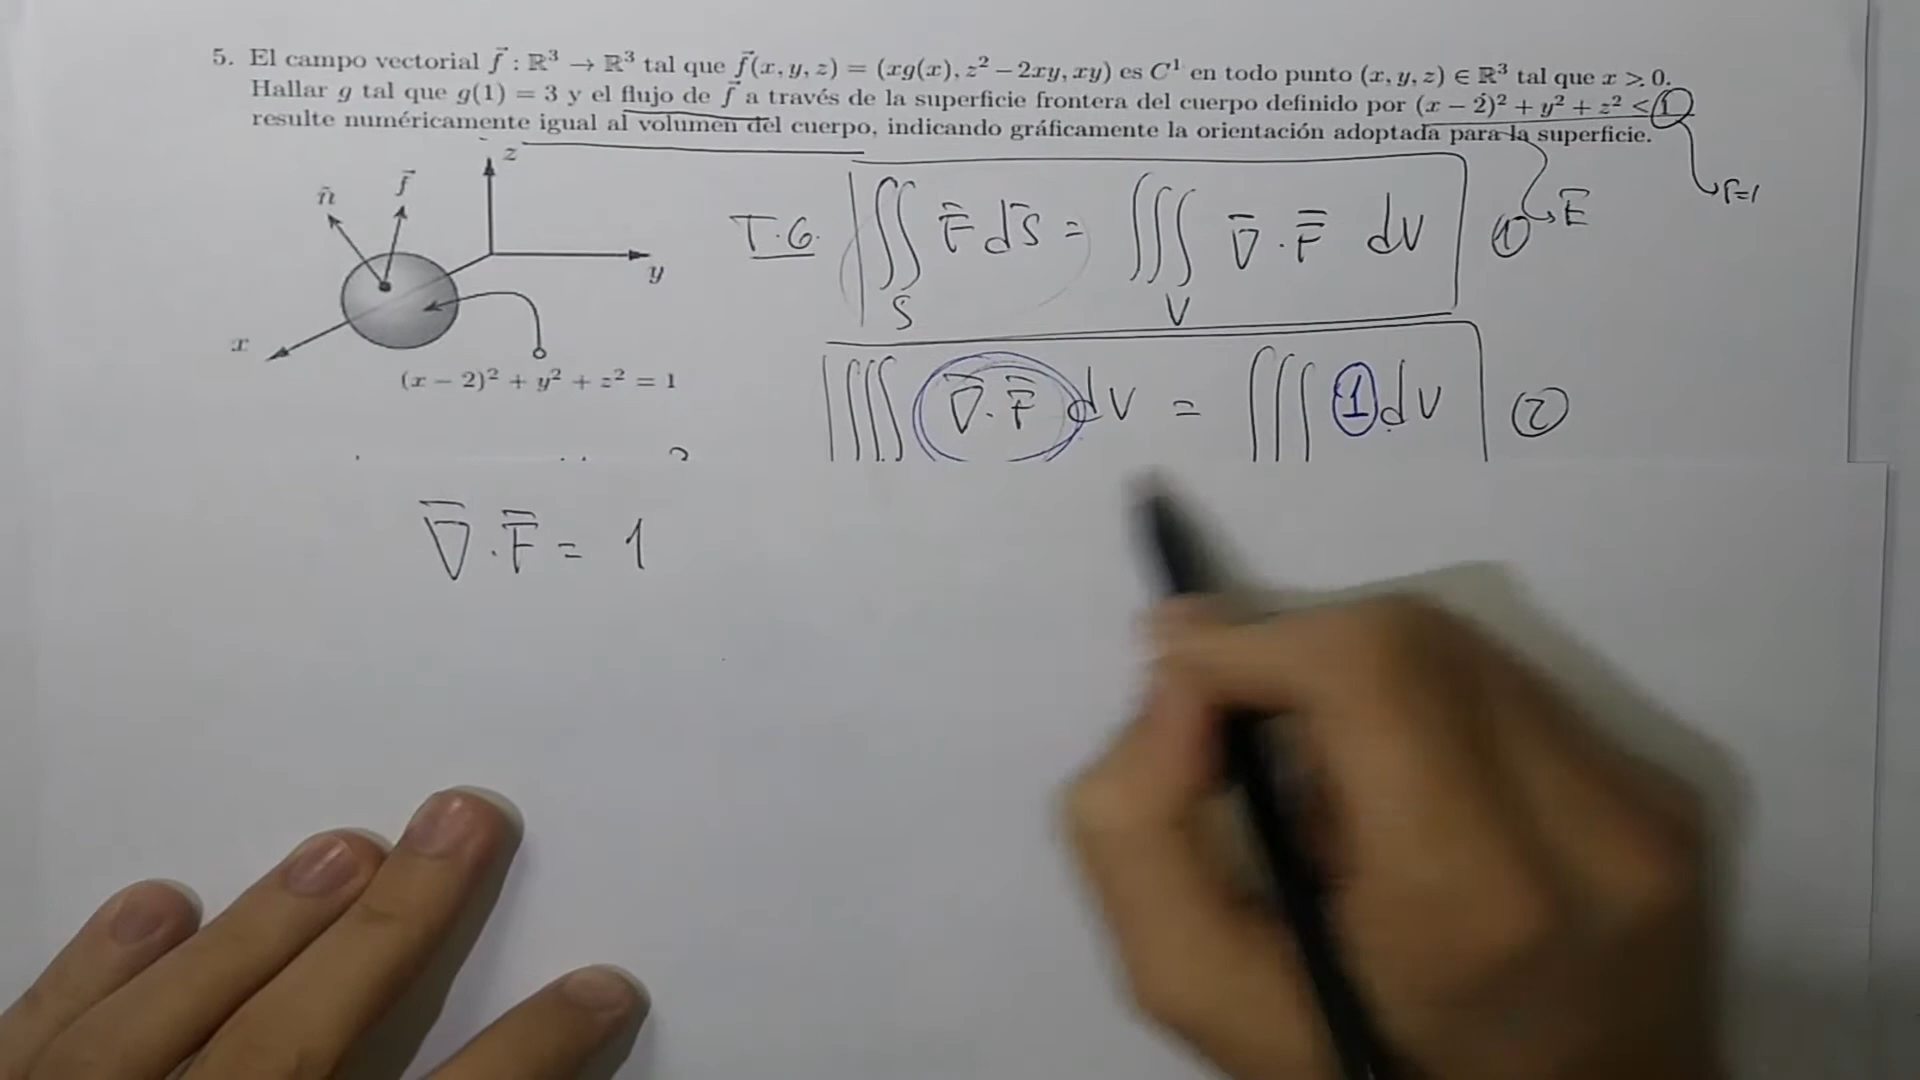 5. El campo vectorial f⃗ : ℝ³ → ℝ³ tal que f⃗(x, y, z) = (xg(x), z² − 2xy, xy) es C¹ en todo punto (x, y, z) ∈ ℝ³ tal que x > 0.
Hallar g tal que g(1) = 3 y el flujo de f⃗ a través de la superficie frontera del cuerpo definido por (x − 2)² + y² + z² < 1
resulte numéricamente igual al volumen del cuerpo, indicando gráficamente la orientación adoptada para la superficie.
r=1
z
n̄
f⃗
T.G. ∬_S F̄ dS̄ = ∭_V ∇̄ · F̄ dV ①
E
y
x
(x − 2)² + y² + z² = 1
∭ ∇̄ · F̄ dV = ∭ 1 dV ②
∇̄ · F̄ = 1